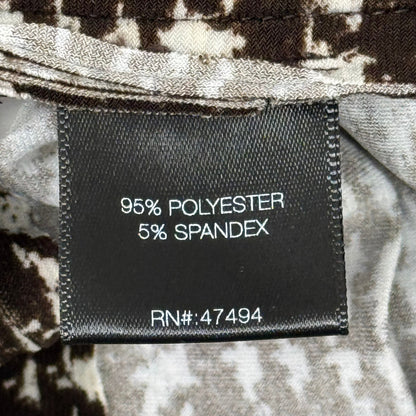 95% POLYESTER
5% SPANDEX
RN#:47494